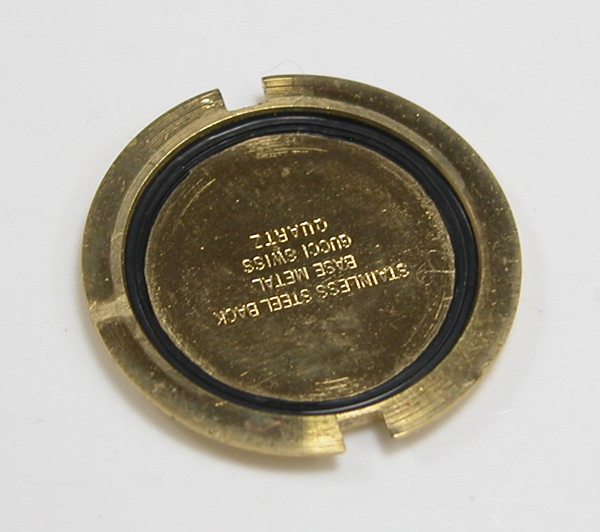 STAINLESS STEEL BACK
BASE METAL
GUCCI SWISS
QUARTZ